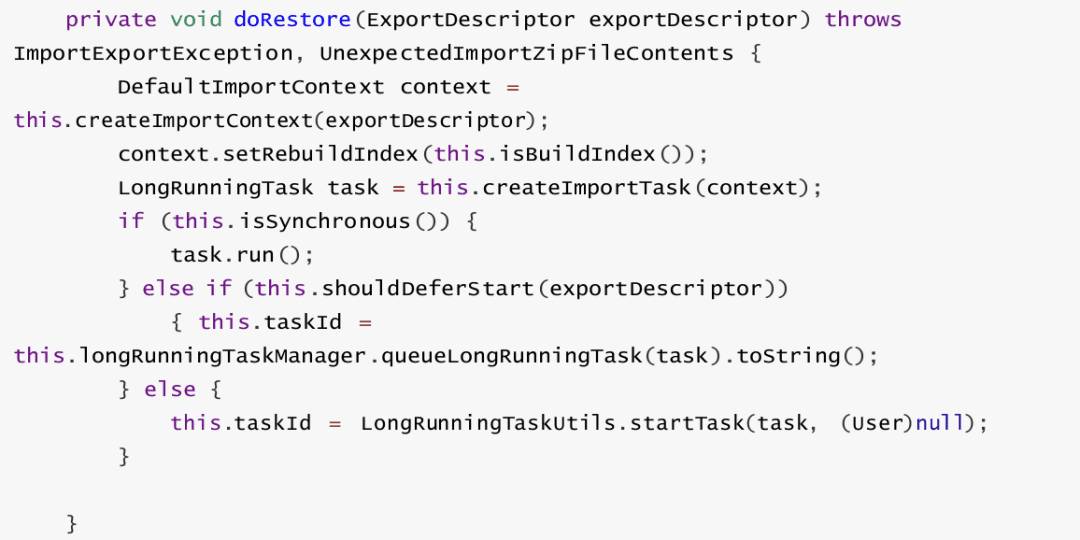 private void doRestore(ExportDescriptor exportDescriptor) throws
ImportExportException, UnexpectedImportZipFileContents {
DefaultImportContext context =
this.createImportContext(exportDescriptor);
context.setRebuildIndex(this.isBuildIndex());
LongRunningTask task = this.createImportTask(context);
if (this.isSynchronous()) {
task.run();
} else if (this.shouldDeferStart(exportDescriptor))
{ this.taskId =
this.longRunningTaskManager.queueLongRunningTask(task).toString();
} else {
this.taskId = LongRunningTaskUtils.startTask(task, (User)null);
}
}